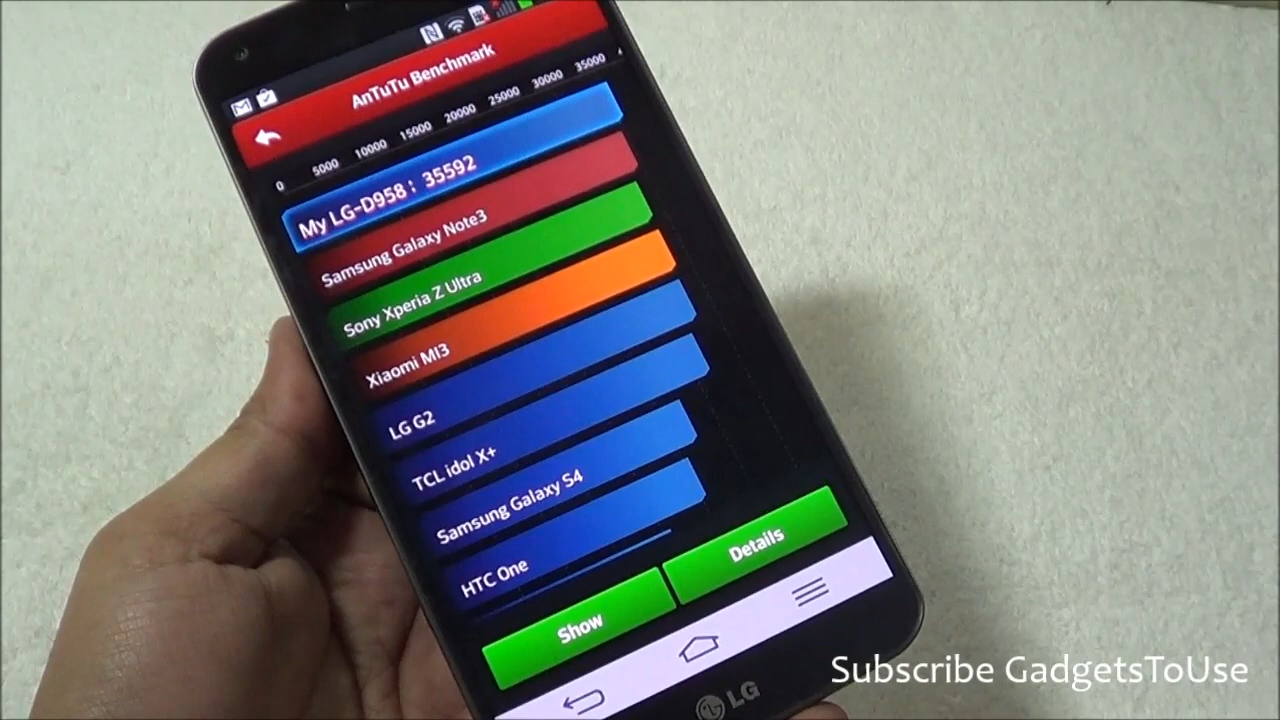 AnTuTu Benchmark
0 5000 10000 15000 20000 25000 30000 35000
My LG-D958 : 35592
Samsung Galaxy Note3
Sony Xperia Z Ultra
Xiaomi MI3
LG G2
TCL idol X+
Samsung Galaxy S4
HTC One
Show Details
LG
Subscribe GadgetsToUse